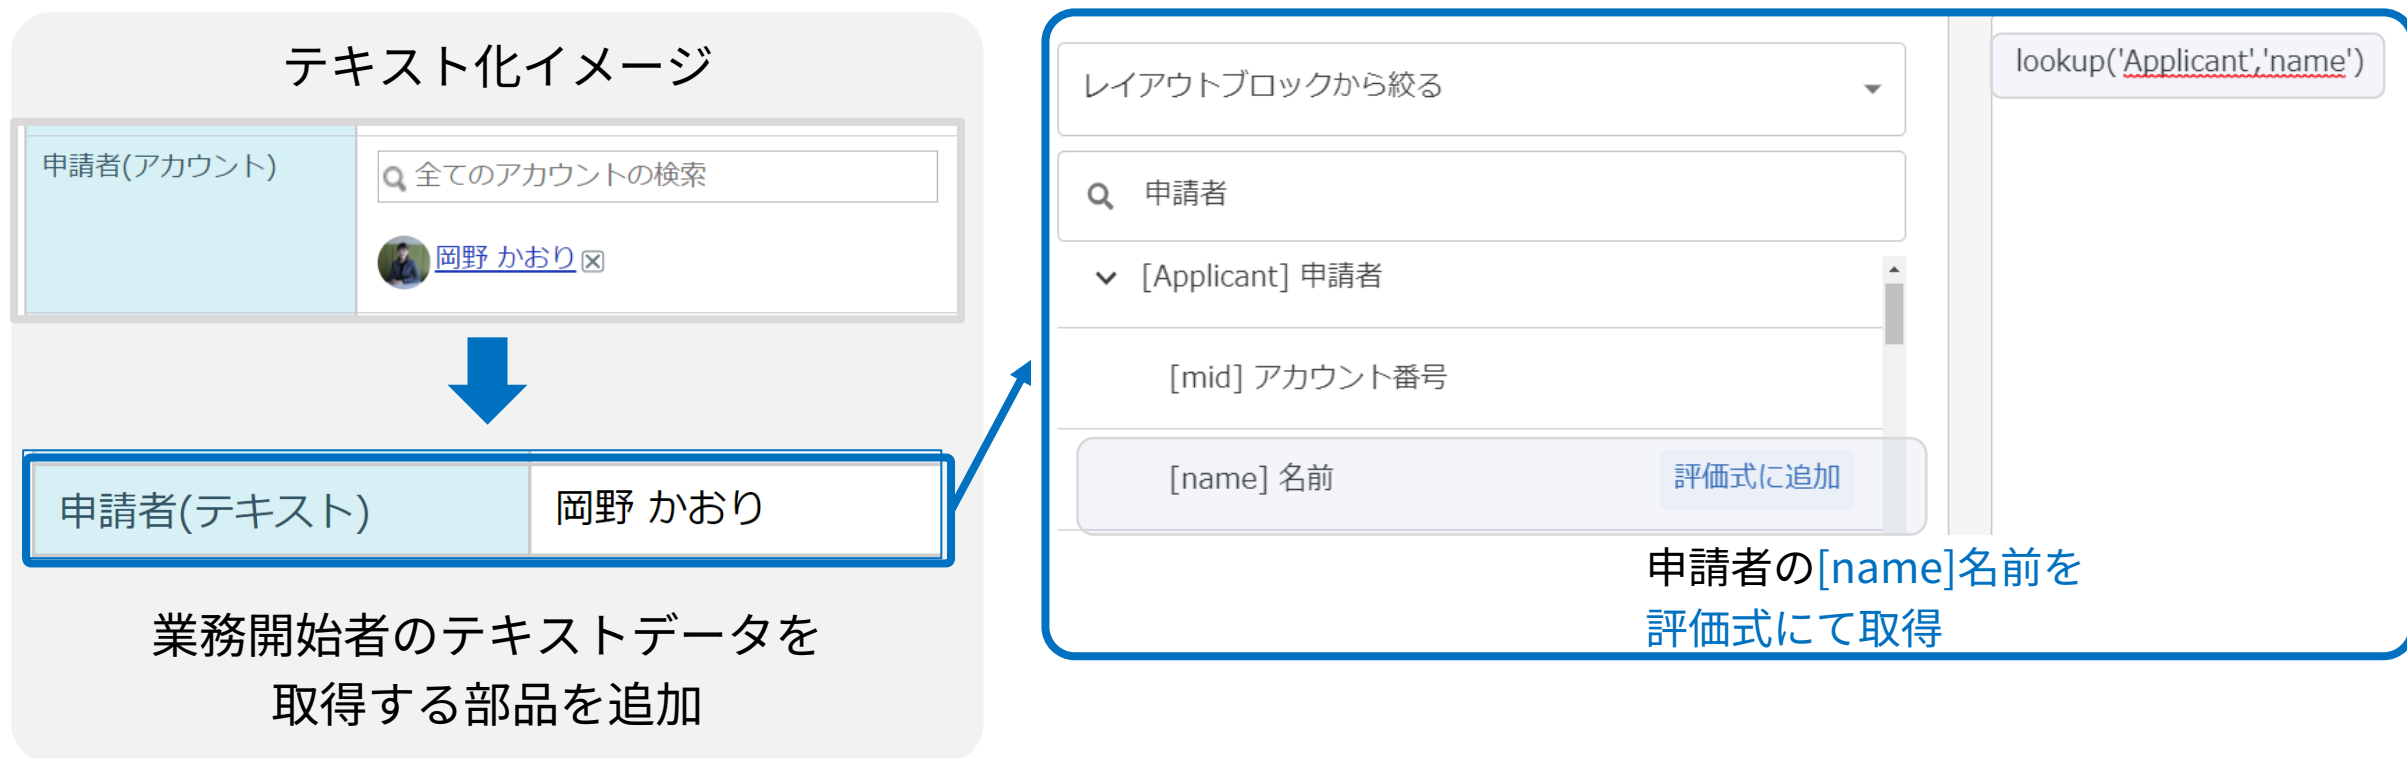 テキスト化イメージ
申請者(アカウント)
全てのアカウントの検索
岡野 かおり
申請者(テキスト)
岡野 かおり
業務開始者のテキストデータを
取得する部品を追加
レイアウトブロックから絞る
申請者
[Applicant] 申請者
[mid] アカウント番号
[name] 名前
評価式に追加
lookup('Applicant','name')
申請者の[name]名前を
評価式にて取得